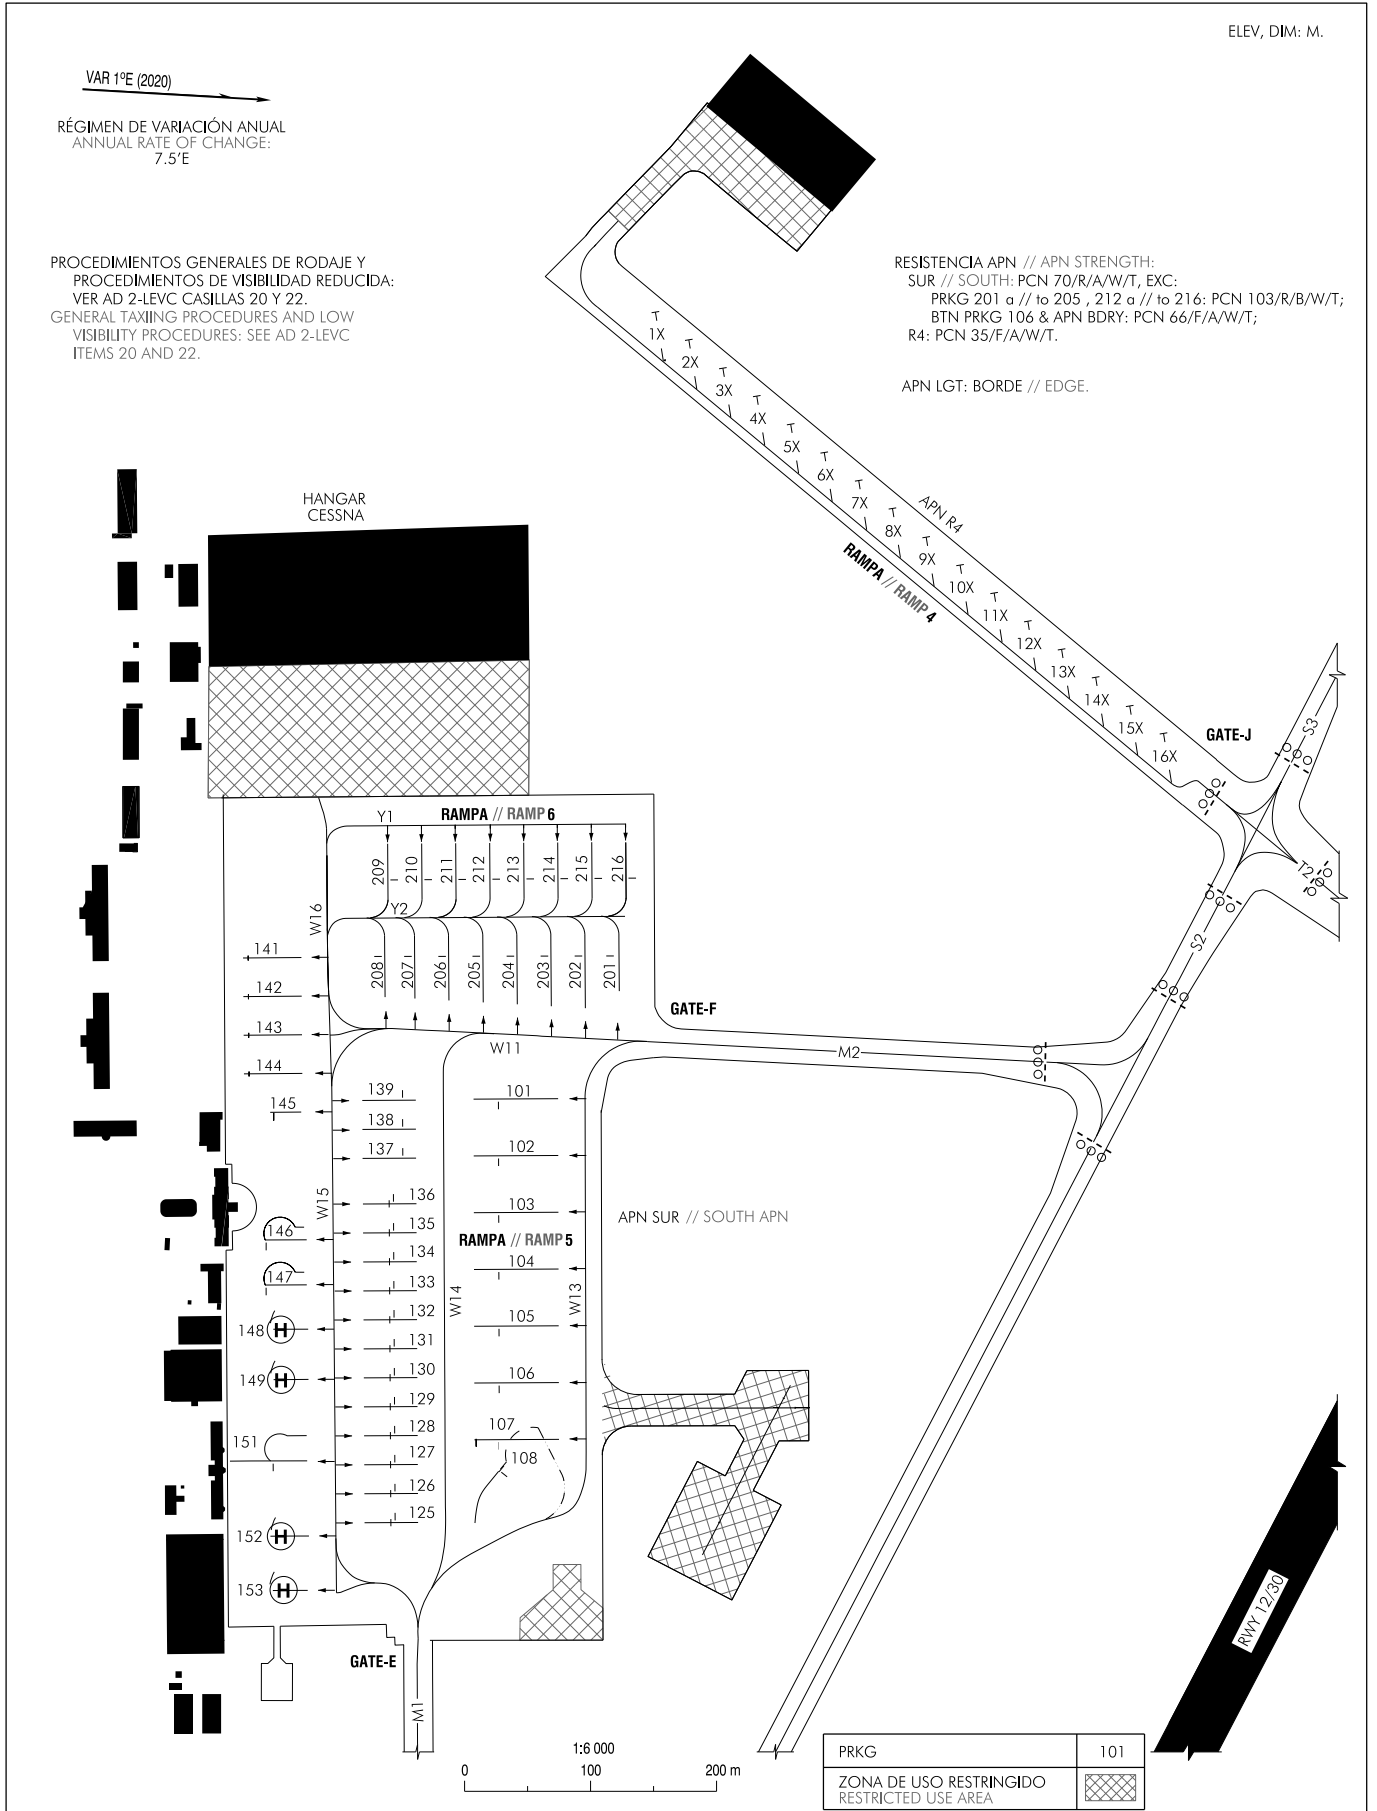 ELEV, DIM: M.
VAR 1ºE (2020)
RÉGIMEN DE VARIACIÓN ANUAL
ANNUAL RATE OF CHANGE:
7.5'E
PROCEDIMIENTOS GENERALES DE RODAJE Y
PROCEDIMIENTOS DE VISIBILIDAD REDUCIDA:
VER AD 2-LEVC CASILLAS 20 Y 22.
GENERAL TAXIING PROCEDURES AND LOW
VISIBILITY PROCEDURES: SEE AD 2-LEVC
ITEMS 20 AND 22.
RESISTENCIA APN // APN STRENGTH:
SUR // SOUTH: PCN 70/R/A/W/T, EXC:
PRKG 201 a // to 205 , 212 a // to 216: PCN 103/R/B/W/T;
BTN PRKG 106 & APN BDRY: PCN 66/F/A/W/T;
R4: PCN 35/F/A/W/T.
APN LGT: BORDE // EDGE.
1X
2X
3X
4X
5X
6X
7X
8X
9X
10X
11X
12X
13X
14X
15X
16X
APN R4
RAMPA // RAMP 4
HANGAR
CESSNA
GATE-J
S3
T2
S2
Y1
RAMPA // RAMP 6
209
210
211
212
213
214
215
216
Y2
W16
208
207
206
205
204
203
202
201
141
142
143
144
145
GATE-F
W11
M2
139
138
137
136
135
134
133
132
131
130
129
128
127
126
125
101
102
103
RAMPA // RAMP 5
104
105
106
107
108
W15
W14
W13
APN SUR // SOUTH APN
146
147
148 H
149 H
151
152 H
153 H
GATE-E
M1
RWY 12/30
1:6 000
0 100 200 m
PRKG 101
ZONA DE USO RESTRINGIDO
RESTRICTED USE AREA